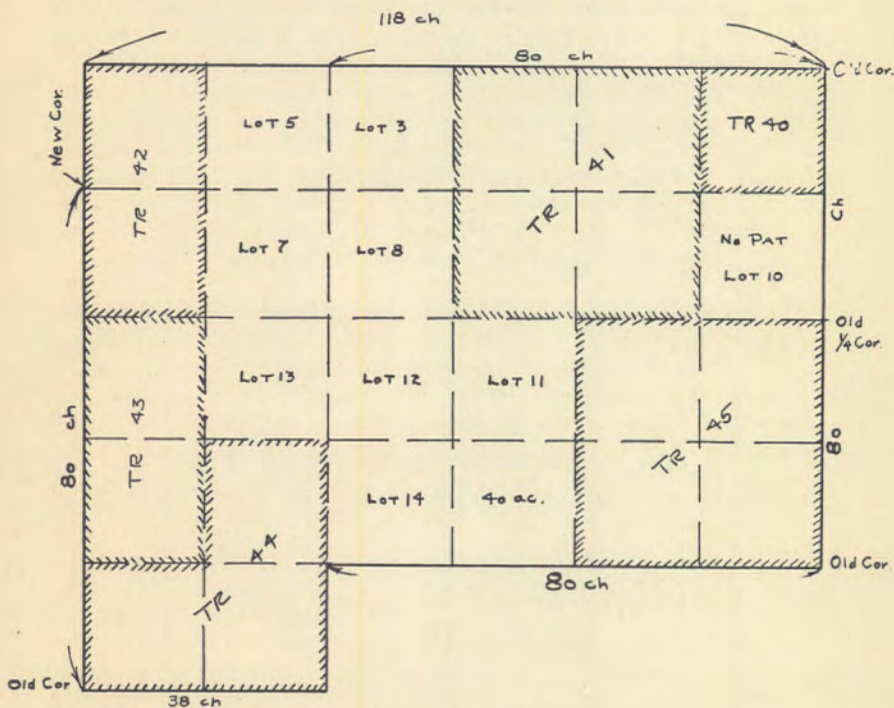 118 ch
80 ch
Old Cor.
New Cor.
TR 42
LOT 5
LOT 3
TR 41
TR 40
Ch
LOT 7
LOT 8
No PAT
LOT 10
Old
1/4 Cor.
80 ch
TR 43
LOT 13
LOT 12
LOT 11
TR 45
80
LOT 14
40 ac.
TR 44
80 ch
Old Cor.
Old Cor
38 ch